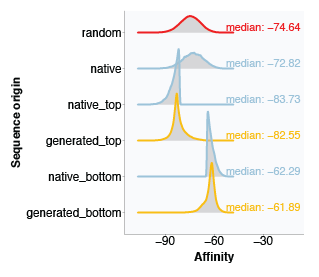 random
median: −74.64
native
median: −72.82
native_top
median: −83.73
generated_top
median: −82.55
native_bottom
median: −62.29
generated_bottom
median: −61.89
Sequence origin
−90 −60 −30
Affinity